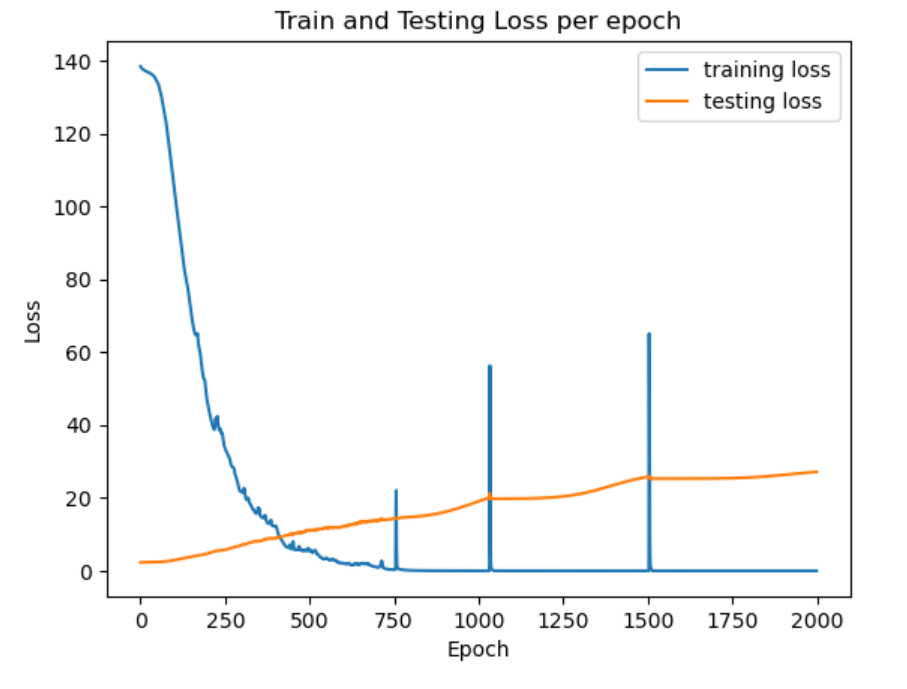 Train and Testing Loss per epoch
training loss
testing loss
140
120
100
80
60
40
20
0
Loss
0 250 500 750 1000 1250 1500 1750 2000
Epoch